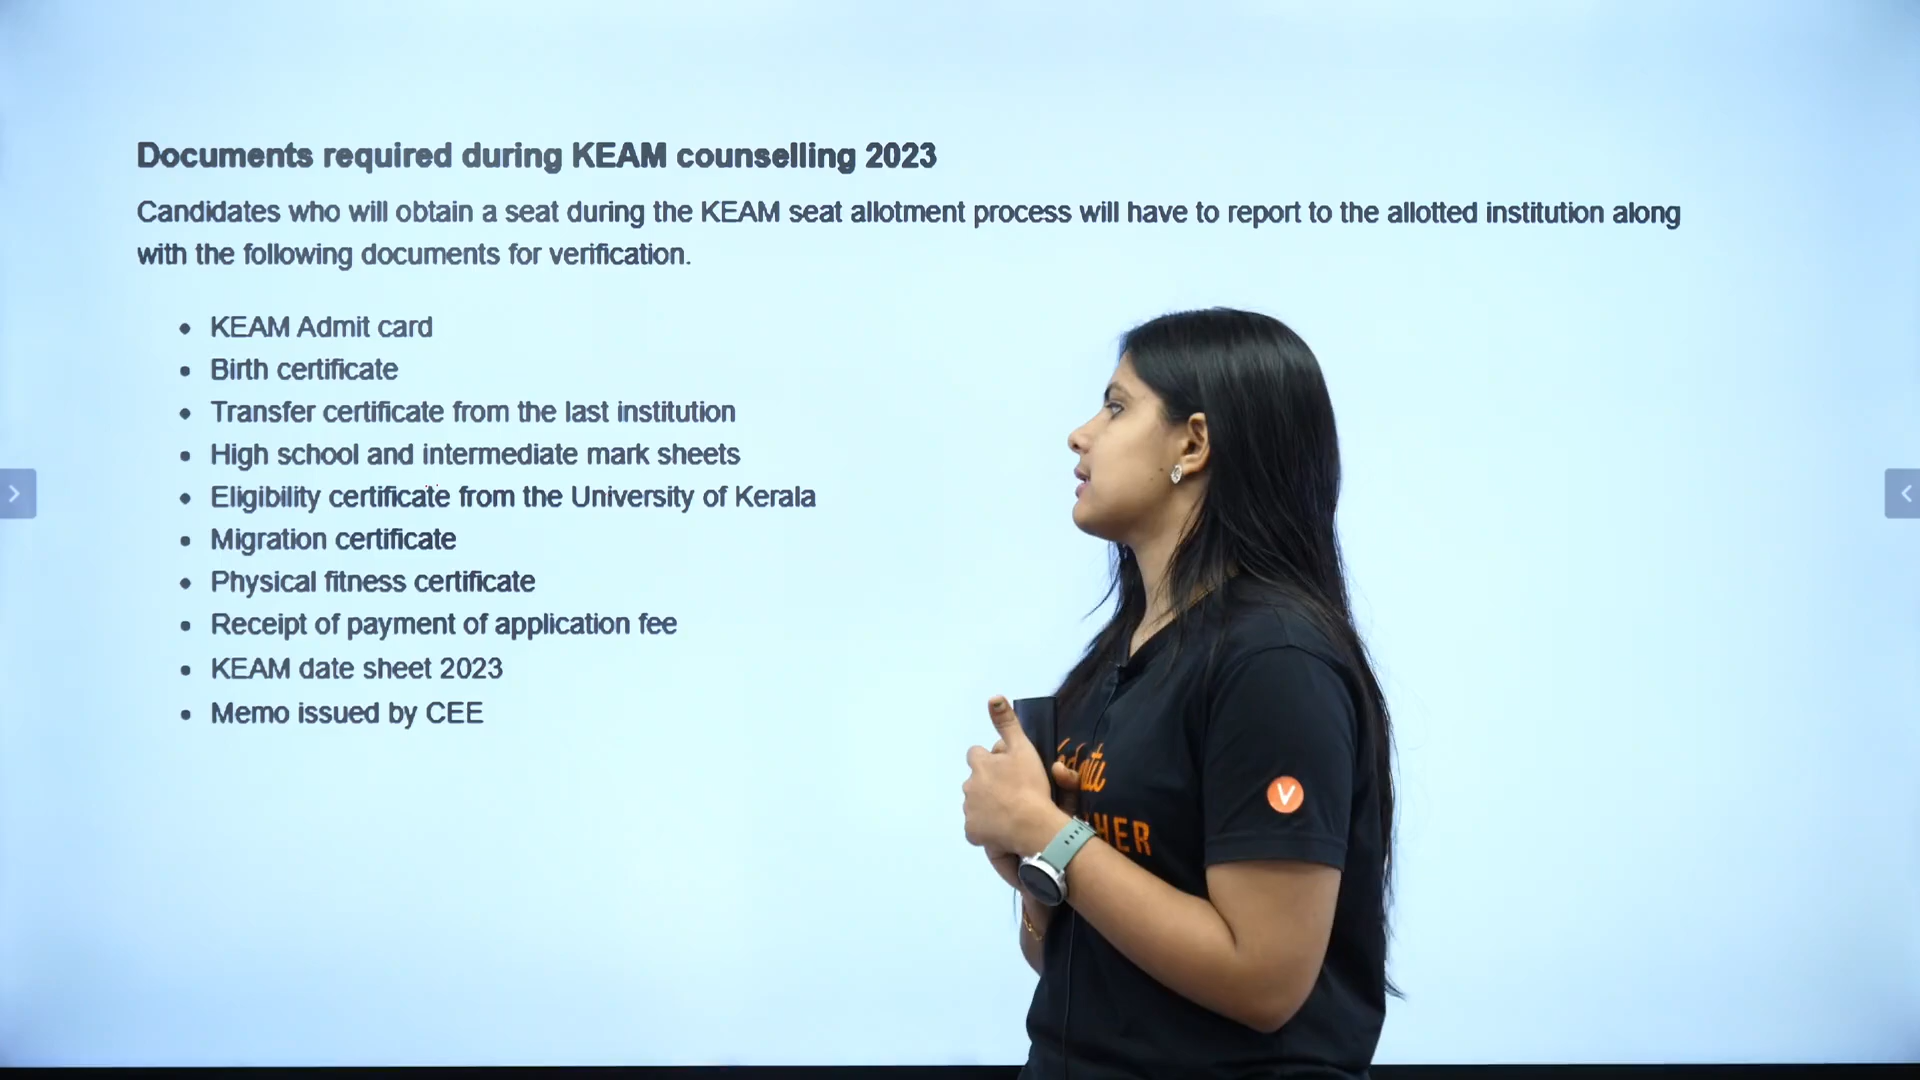 Documents required during KEAM counselling 2023
Candidates who will obtain a seat during the KEAM seat allotment process will have to report to the allotted institution along
with the following documents for verification.
• KEAM Admit card
• Birth certificate
• Transfer certificate from the last institution
• High school and intermediate mark sheets
• Eligibility certificate from the University of Kerala
• Migration certificate
• Physical fitness certificate
• Receipt of payment of application fee
• KEAM date sheet 2023
• Memo issued by CEE
V